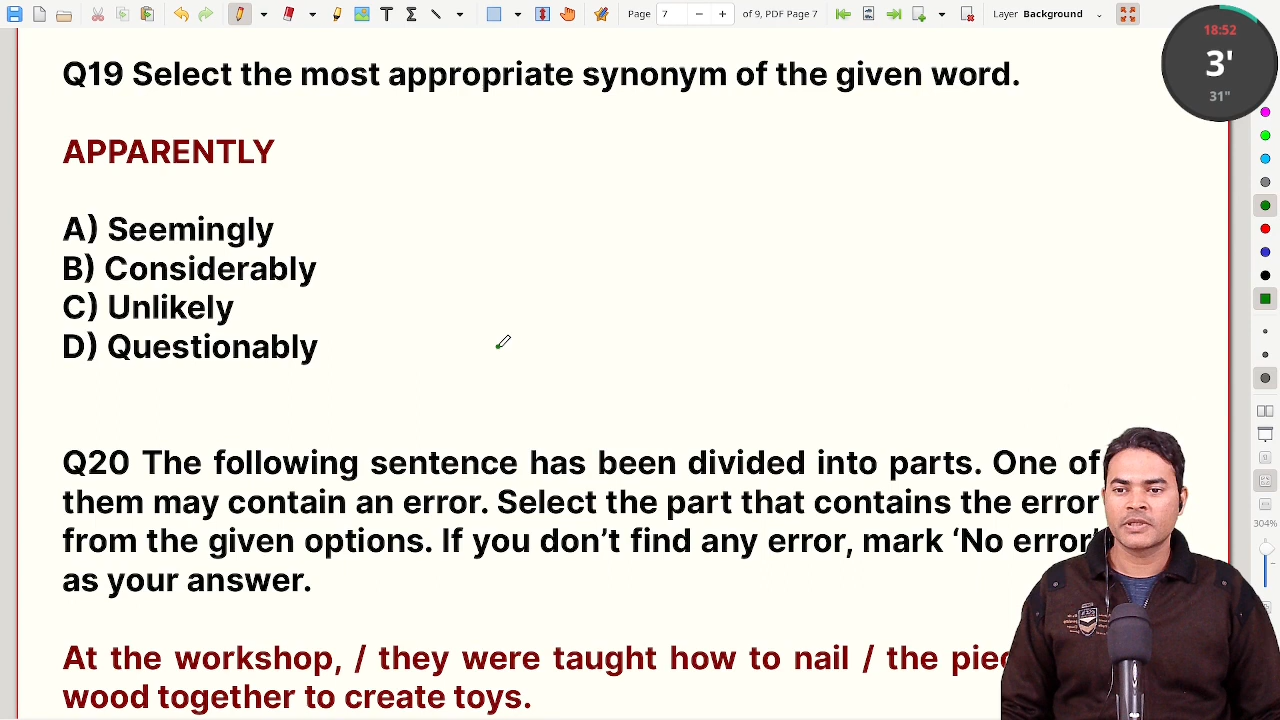 Page 7 of 9, PDF Page 7 Layer Background
18:52
3'
31"
Q19 Select the most appropriate synonym of the given word.
APPARENTLY
A) Seemingly
B) Considerably
C) Unlikely
D) Questionably
Q20 The following sentence has been divided into parts. One of
them may contain an error. Select the part that contains the error
from the given options. If you don't find any error, mark ‘No error
as your answer.
304%
At the workshop, / they were taught how to nail / the
wood together to create toys.